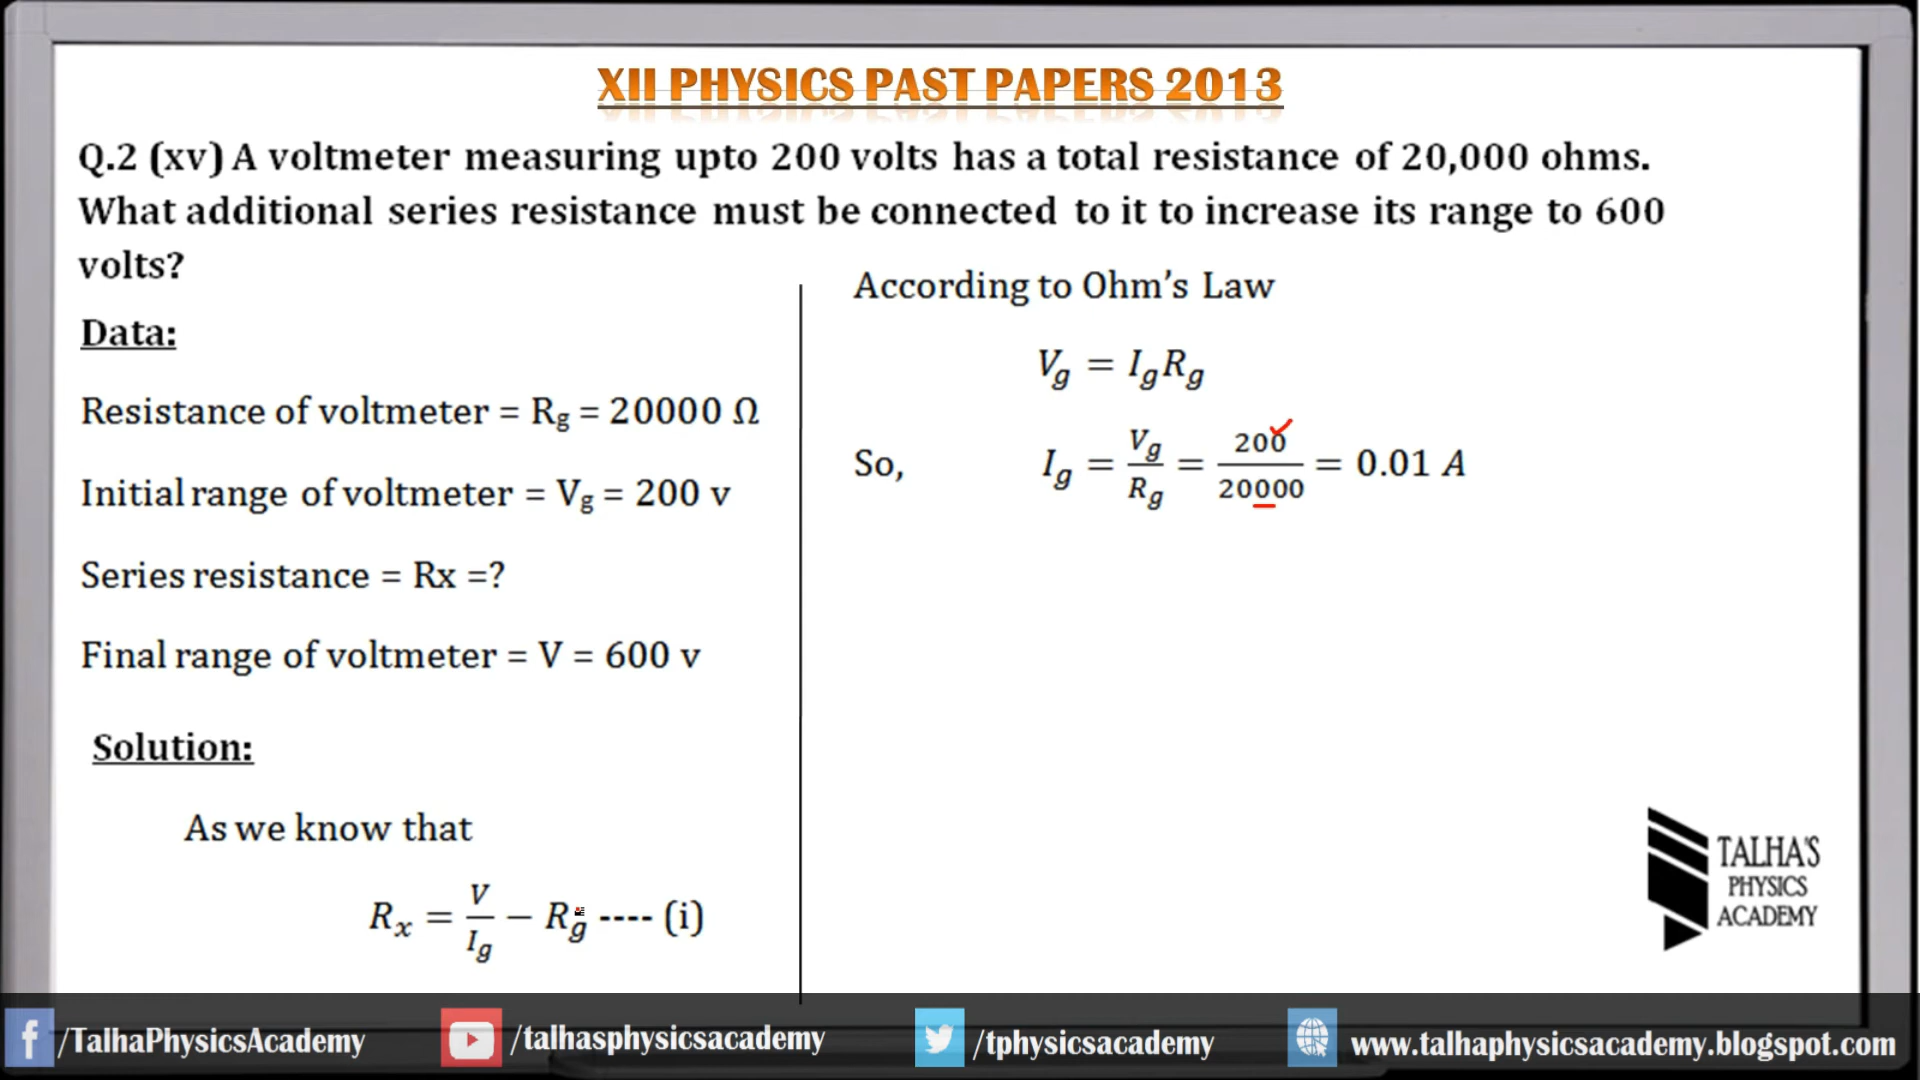 XII PHYSICS PAST PAPERS 2013
Q.2 (xv) A voltmeter measuring upto 200 volts has a total resistance of 20,000 ohms.
What additional series resistance must be connected to it to increase its range to 600
volts?
Data:
Resistance of voltmeter = Rg = 20000 Ω
Initial range of voltmeter = Vg = 200 v
Series resistance = Rx =?
Final range of voltmeter = V = 600 v
Solution:
As we know that
Rx = V/Ig − Rg ---- (i)
According to Ohm's Law
Vg = IgRg
So, Ig = Vg/Rg = 200/20000 = 0.01 A
TALHA'S
PHYSICS
ACADEMY
/TalhaPhysicsAcademy
/talhasphysicsacademy
/tphysicsacademy
www.talhaphysicsacademy.blogspot.com